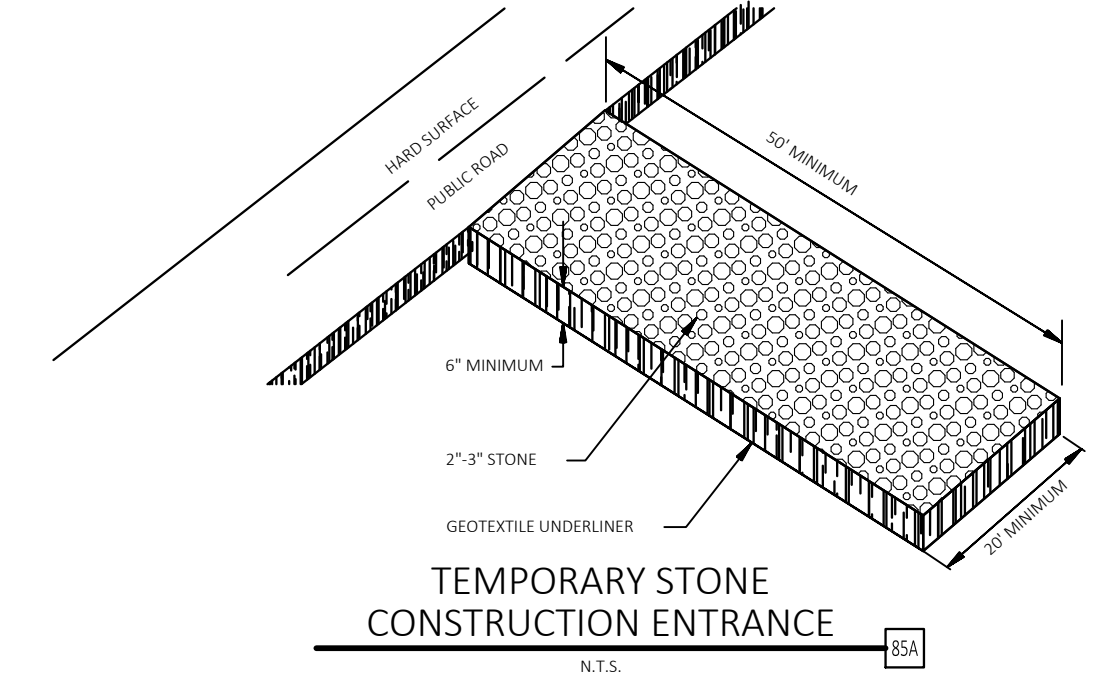 HARD SURFACE
PUBLIC ROAD
50' MINIMUM
6" MINIMUM
2"-3" STONE
GEOTEXTILE UNDERLINER
20' MINIMUM
TEMPORARY STONE
CONSTRUCTION ENTRANCE
85A
N.T.S.